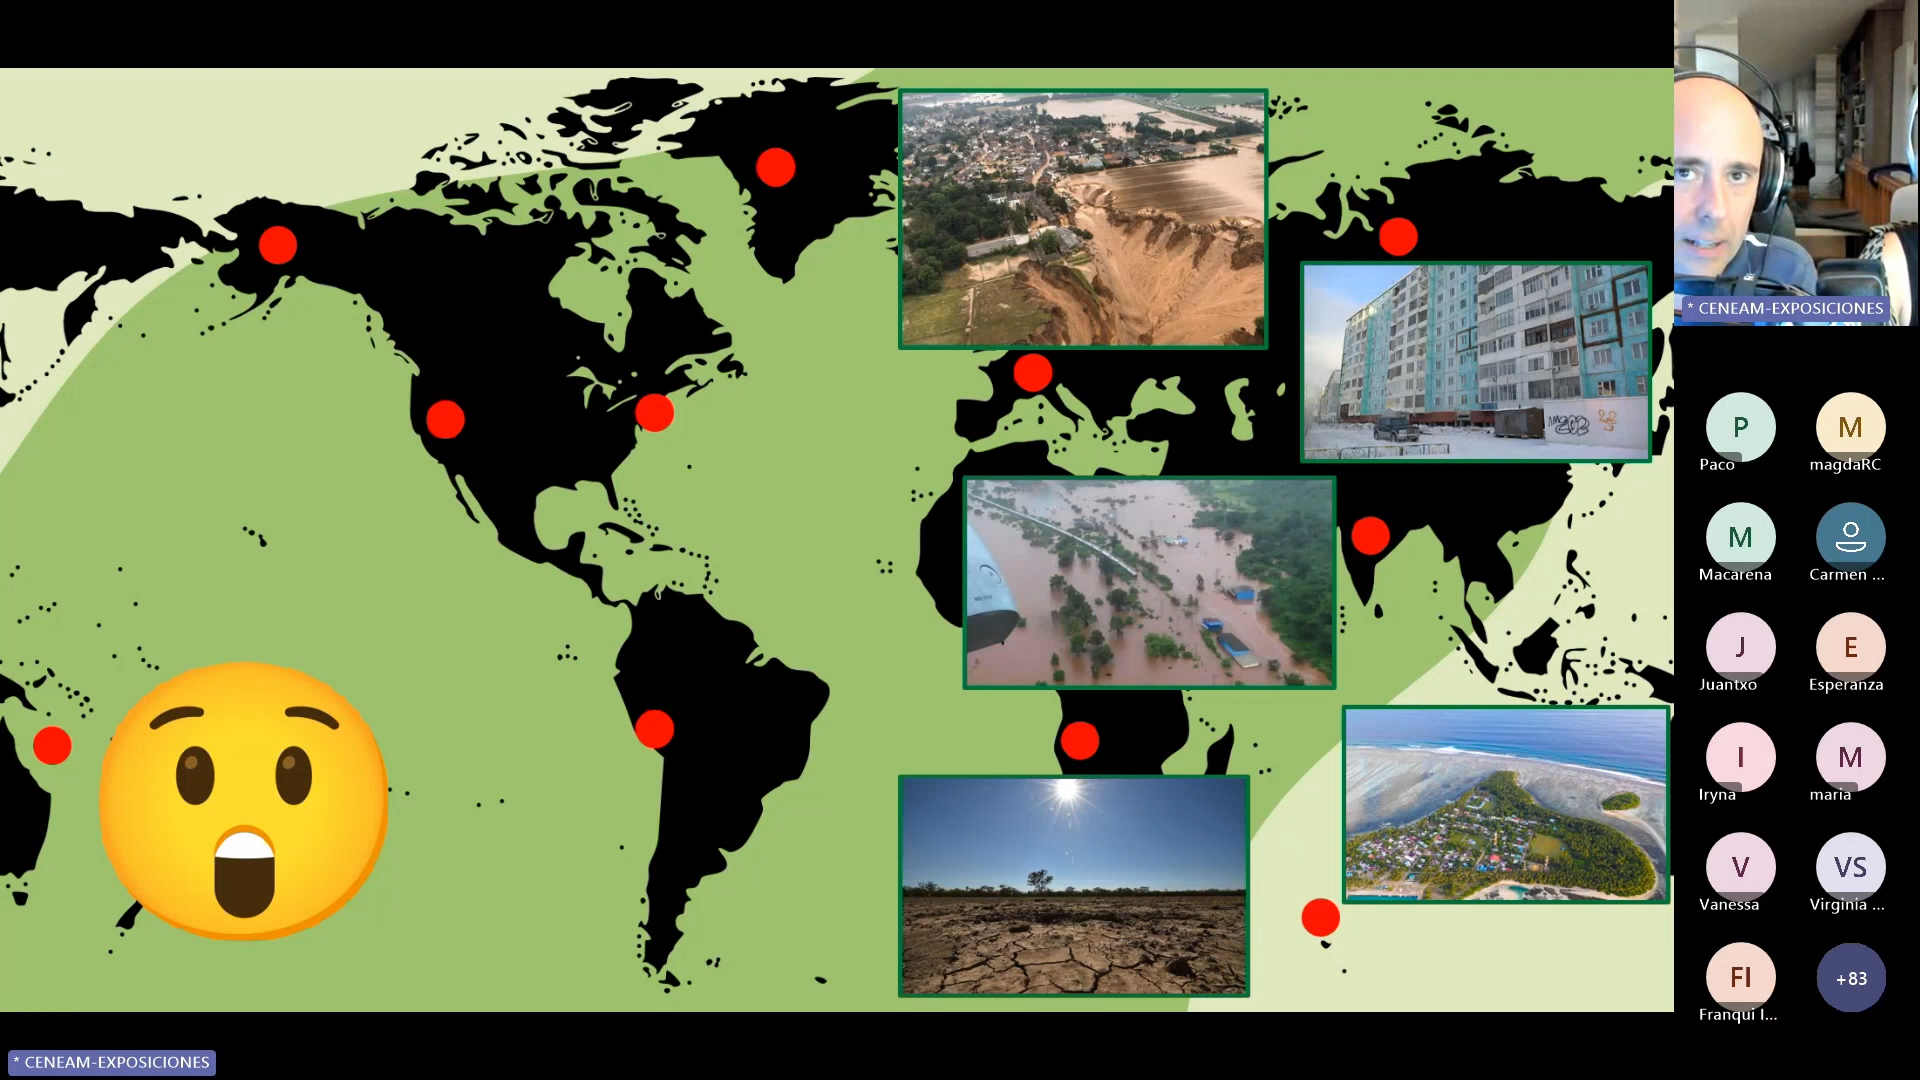 * CENEAM-EXPOSICIONES
P
Paco
M
magdaRC
M
Macarena
Carmen ...
J
Juantxo
E
Esperanza
I
Iryna
M
maria
V
Vanessa
VS
Virginia ...
FI
Franqui I...
+83
* CENEAM-EXPOSICIONES